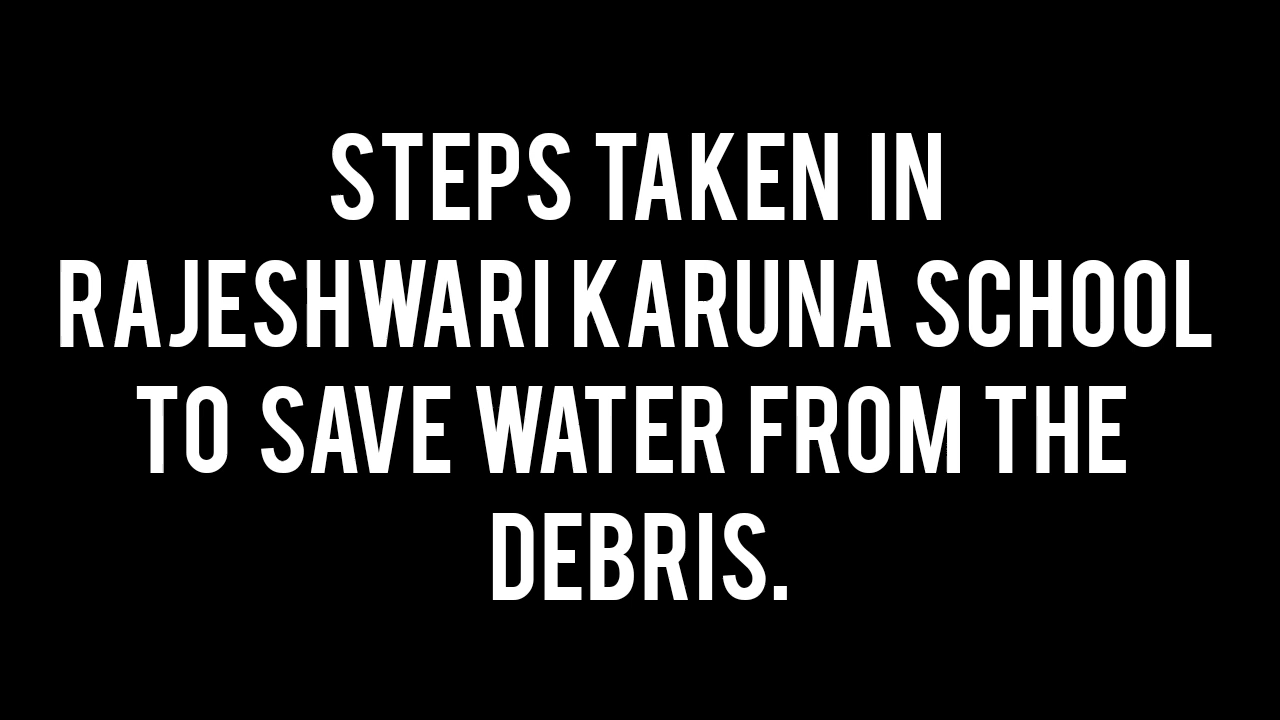 STEPS TAKEN IN
RAJESHWARI KARUNA SCHOOL
TO SAVE WATER FROM THE
DEBRIS.